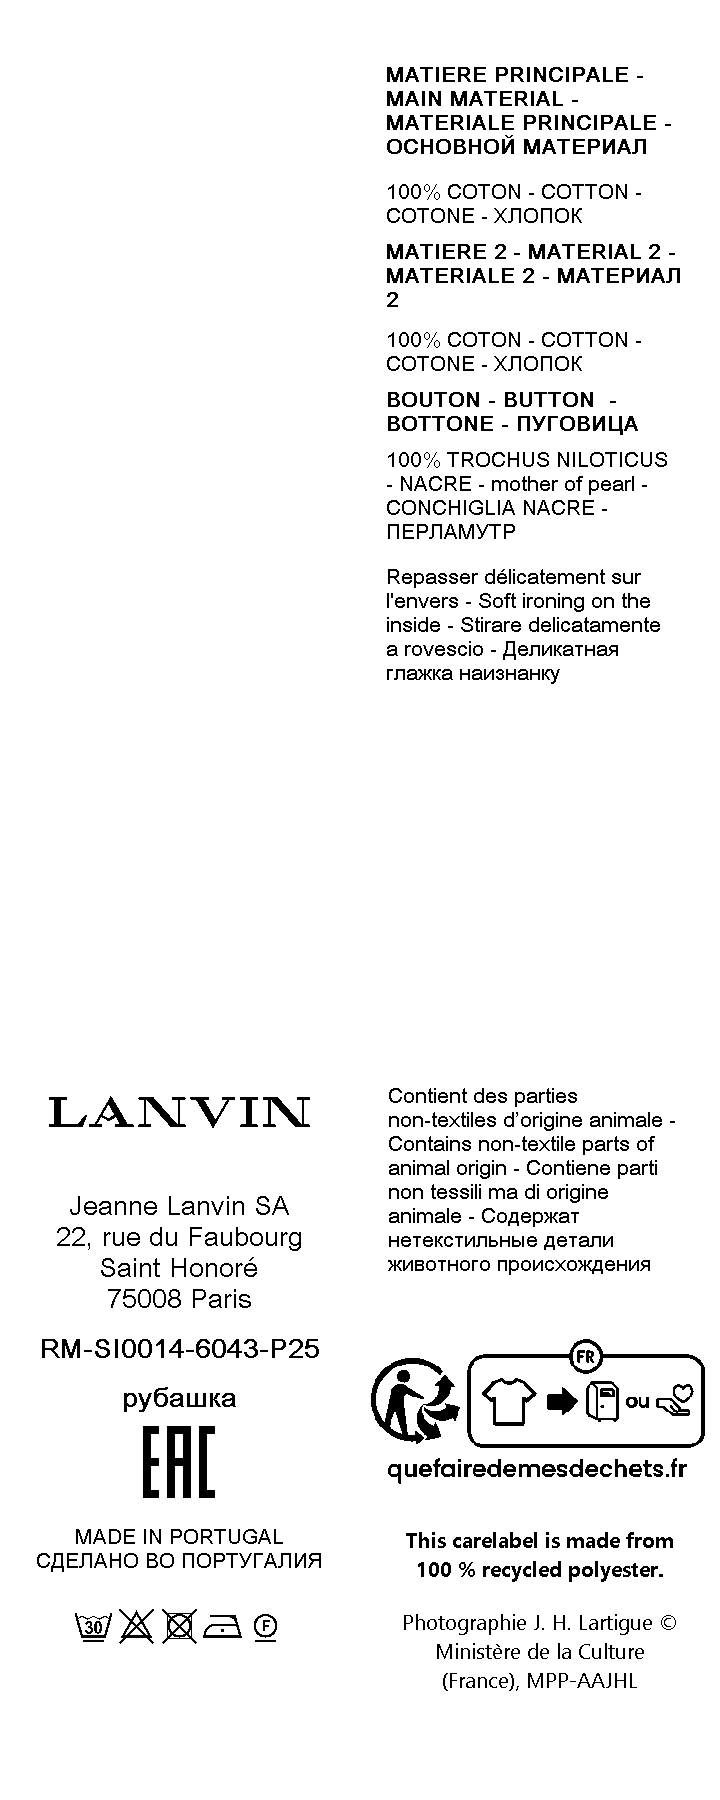 MATIERE PRINCIPALE -
MAIN MATERIAL -
MATERIALE PRINCIPALE -
ОСНОВНОЙ МАТЕРИАЛ
100% COTON - COTTON -
COTONE - ХЛОПОК
MATIERE 2 - MATERIAL 2 -
MATERIALE 2 - МАТЕРИАЛ
2
100% COTON - COTTON -
COTONE - ХЛОПОК
BOUTON - BUTTON  -
BOTTONE - ПУГОВИЦА
100% TROCHUS NILOTICUS
- NACRE - mother of pearl -
CONCHIGLIA NACRE -
ПЕРЛАМУТР
Repasser délicatement sur
l'envers - Soft ironing on the
inside - Stirare delicatamente
a rovescio - Деликатная
глажка наизнанку
LANVIN
Jeanne Lanvin SA
22, rue du Faubourg
Saint Honoré
75008 Paris
RM-SI0014-6043-P25
рубашка
EAC
MADE IN PORTUGAL
СДЕЛАНО ВО ПОРТУГАЛИЯ
30
F
Contient des parties
non-textiles d’origine animale -
Contains non-textile parts of
animal origin - Contiene parti
non tessili ma di origine
animale - Содержат
нетекстильные детали
животного происхождения
FR
ou
quefairedemesdechets.fr
This carelabel is made from
100 % recycled polyester.
Photographie J. H. Lartigue ©
Ministère de la Culture
(France), MPP-AAJHL